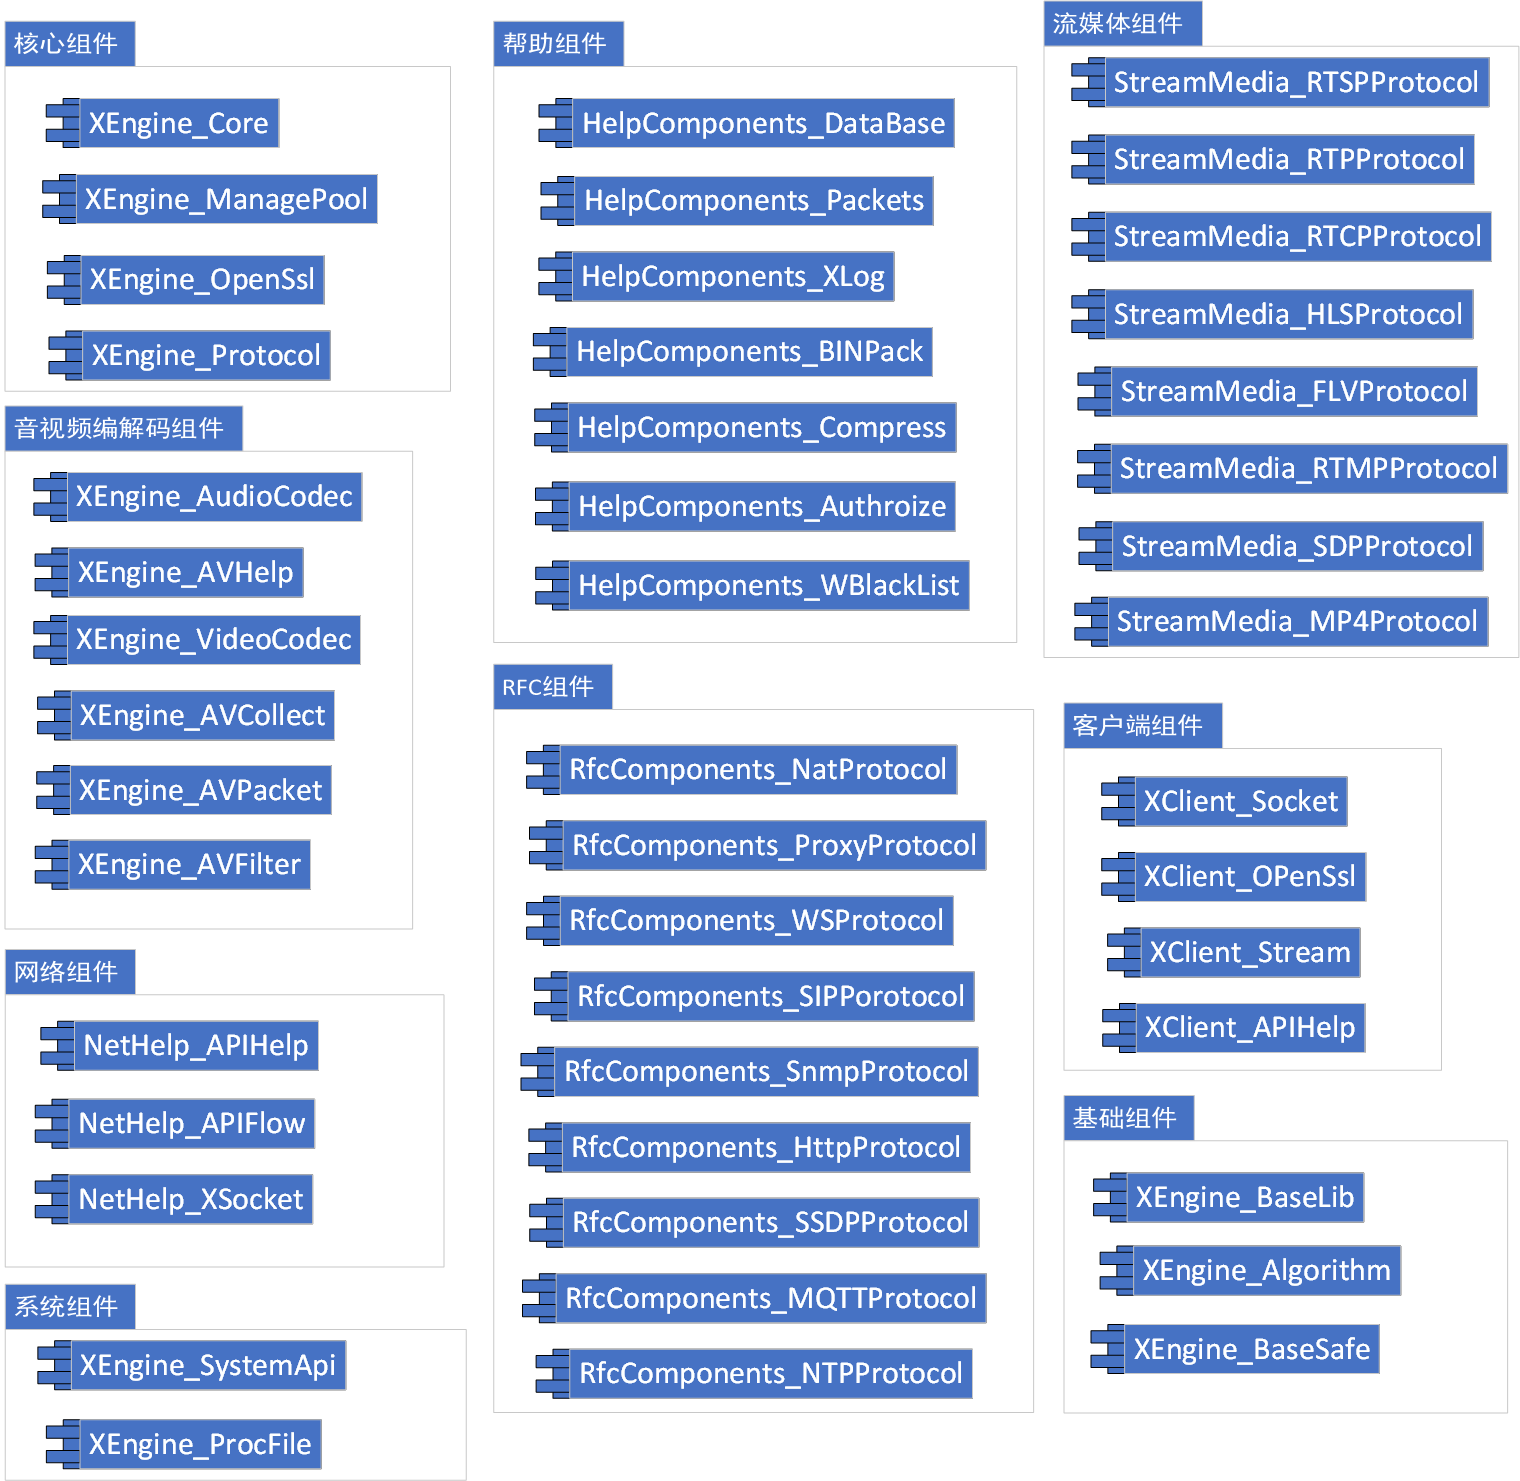 核心组件
XEngine_Core
XEngine_ManagePool
XEngine_OpenSsl
XEngine_Protocol
音视频编解码组件
XEngine_AudioCodec
XEngine_AVHelp
XEngine_VideoCodec
XEngine_AVCollect
XEngine_AVPacket
XEngine_AVFilter
网络组件
NetHelp_APIHelp
NetHelp_APIFlow
NetHelp_XSocket
系统组件
XEngine_SystemApi
XEngine_ProcFile
帮助组件
HelpComponents_DataBase
HelpComponents_Packets
HelpComponents_XLog
HelpComponents_BINPack
HelpComponents_Compress
HelpComponents_Authroize
HelpComponents_WBlackList
RFC组件
RfcComponents_NatProtocol
RfcComponents_ProxyProtocol
RfcComponents_WSProtocol
RfcComponents_SIPPorotocol
RfcComponents_SnmpProtocol
RfcComponents_HttpProtocol
RfcComponents_SSDPProtocol
RfcComponents_MQTTProtocol
RfcComponents_NTPProtocol
流媒体组件
StreamMedia_RTSPProtocol
StreamMedia_RTPProtocol
StreamMedia_RTCPProtocol
StreamMedia_HLSProtocol
StreamMedia_FLVProtocol
StreamMedia_RTMPProtocol
StreamMedia_SDPProtocol
StreamMedia_MP4Protocol
客户端组件
XClient_Socket
XClient_OPenSsl
XClient_Stream
XClient_APIHelp
基础组件
XEngine_BaseLib
XEngine_Algorithm
XEngine_BaseSafe